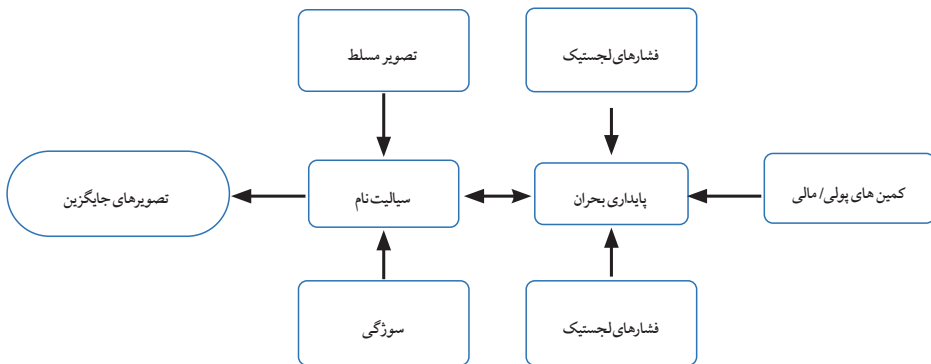 فشارهای لجستیک
تصویر مسلط
کمین های پولی/ مالی
پایداری بحران
سیالیت نام
تصویرهای جایگزین
فشارهای لجستیک
سوژگی